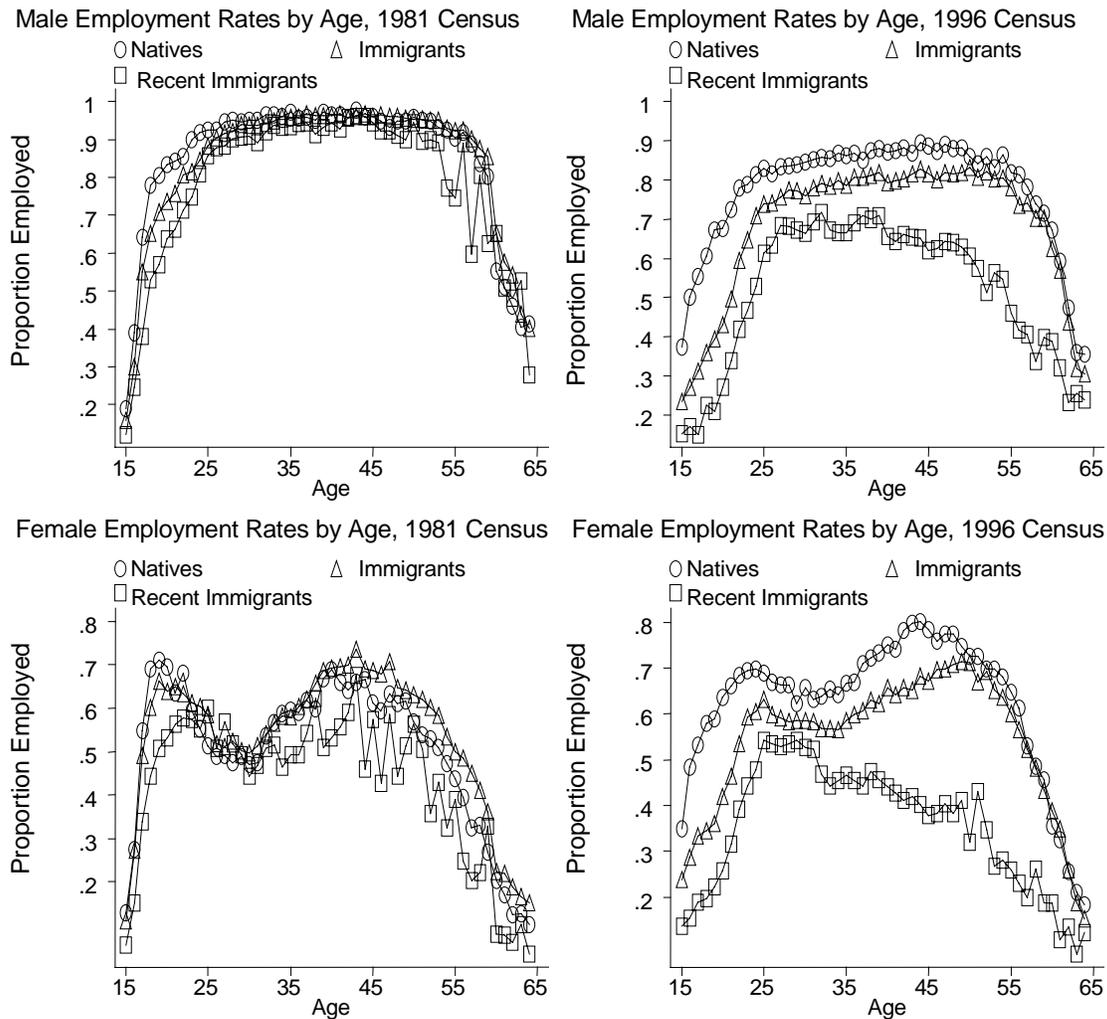 Male Employment Rates by Age, 1981 Census
Natives
Immigrants
Recent Immigrants
Proportion Employed
1
.9
.8
.7
.6
.5
.4
.3
.2
15 25 35 45 55 65
Age
Male Employment Rates by Age, 1996 Census
Natives
Immigrants
Recent Immigrants
Proportion Employed
1
.9
.8
.7
.6
.5
.4
.3
.2
15 25 35 45 55 65
Age
Female Employment Rates by Age, 1981 Census
Natives
Immigrants
Recent Immigrants
Proportion Employed
.8
.7
.6
.5
.4
.3
.2
15 25 35 45 55 65
Age
Female Employment Rates by Age, 1996 Census
Natives
Immigrants
Recent Immigrants
Proportion Employed
.8
.7
.6
.5
.4
.3
.2
15 25 35 45 55 65
Age